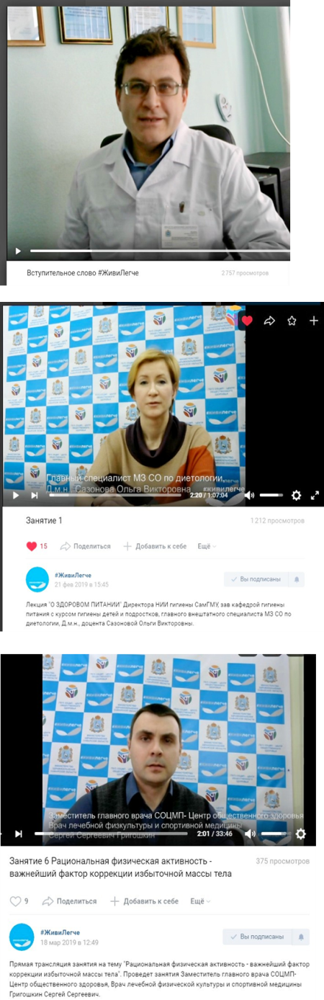 Вступительное слово #ЖивиЛегче
2 757 просмотров
Главный специалист МЗ СО по диетологии,
Д.м.н., Сазонова Ольга Викторовна
#живилегче
2:20 / 1:07:04
Занятие 1
1 212 просмотров
15
Поделиться
Добавить к себе
Ещё
#ЖивиЛегче
21 фев 2019 в 15:45
Вы подписаны
Лекция "О ЗДОРОВОМ ПИТАНИИ" Директора НИИ гигиены СамГМУ, зав кафедрой гигиены
питания с курсом гигиены детей и подростков, главного внештатного специалиста МЗ СО по
диетологии, Д.м.н., доцента Сазоновой Ольги Викторовны.
Заместитель главного врача СОЦМП- Центр общественного здоровья
Врач лечебной физкультуры и спортивной медицины
Сергей Сергеевич Григошкин
2:01 / 33:46
Занятие 6 Рациональная физическая активность -
важнейший фактор коррекции избыточной массы тела
375 просмотров
9
Поделиться
Добавить к себе
Ещё
#ЖивиЛегче
18 мар 2019 в 12:49
Вы подписаны
Прямая трансляция занятия на тему "Рациональная физическая активность - важнейший фактор
коррекции избыточной массы тела". Проведет занятия Заместитель главного врача СОЦМП-
Центр общественного здоровья, Врач лечебной физической культуры и спортивной медицины
Григошкин Сергей Сергеевич.